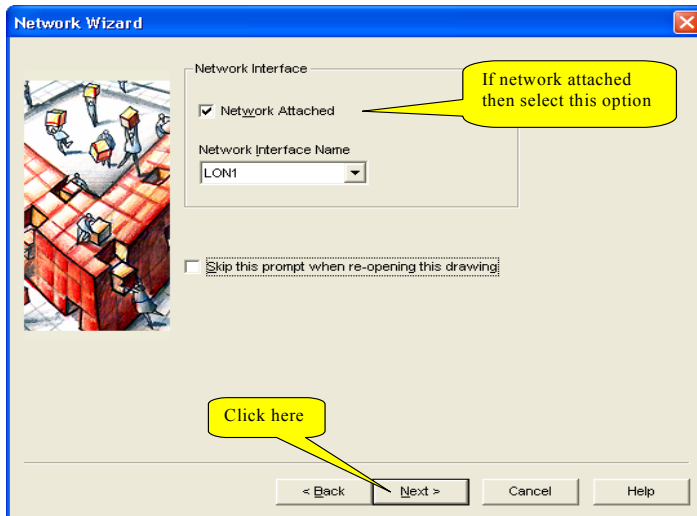 Network Wizard
Network Interface
If network attached
then select this option
Network Attached
Network Interface Name
LON1
Skip this prompt when re-opening this drawing
Click here
< Back
Next >
Cancel
Help